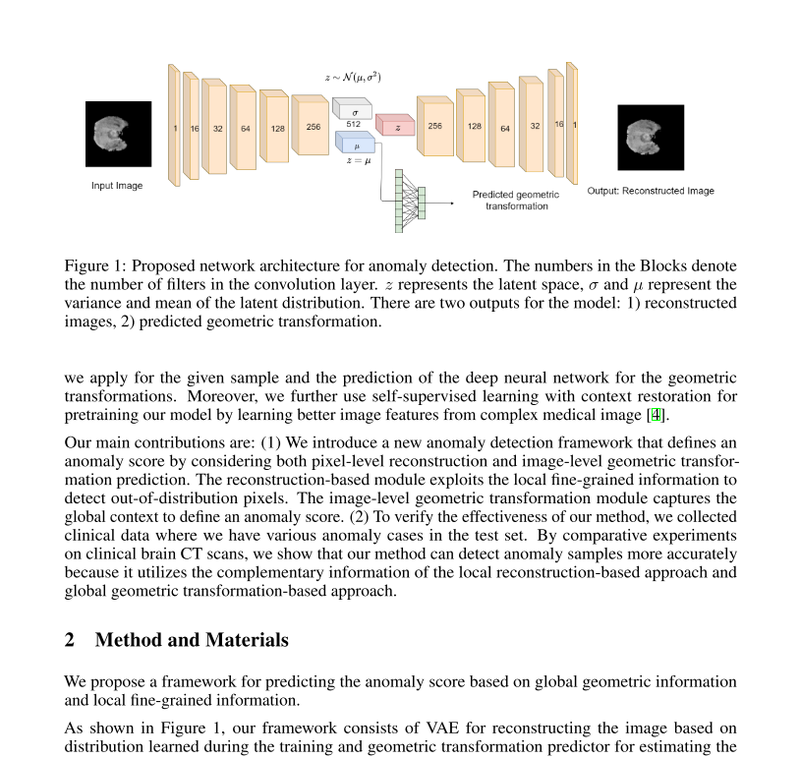 z ∼ N(μ, σ²)
1 16 32 64 128 256
σ
512
μ
z = μ
z
256 128 64 32 16 1
Input Image
Predicted geometric
transformation
Output: Reconstructed Image
Figure 1: Proposed network architecture for anomaly detection. The numbers in the Blocks denote
the number of filters in the convolution layer. z represents the latent space, σ and μ represent the
variance and mean of the latent distribution. There are two outputs for the model: 1) reconstructed
images, 2) predicted geometric transformation.
we apply for the given sample and the prediction of the deep neural network for the geometric
transformations. Moreover, we further use self-supervised learning with context restoration for
pretraining our model by learning better image features from complex medical image [4].
Our main contributions are: (1) We introduce a new anomaly detection framework that defines an
anomaly score by considering both pixel-level reconstruction and image-level geometric transfor-
mation prediction. The reconstruction-based module exploits the local fine-grained information to
detect out-of-distribution pixels. The image-level geometric transformation module captures the
global context to define an anomaly score. (2) To verify the effectiveness of our method, we collected
clinical data where we have various anomaly cases in the test set. By comparative experiments
on clinical brain CT scans, we show that our method can detect anomaly samples more accurately
because it utilizes the complementary information of the local reconstruction-based approach and
global geometric transformation-based approach.
2 Method and Materials
We propose a framework for predicting the anomaly score based on global geometric information
and local fine-grained information.
As shown in Figure 1, our framework consists of VAE for reconstructing the image based on
distribution learned during the training and geometric transformation predictor for estimating the